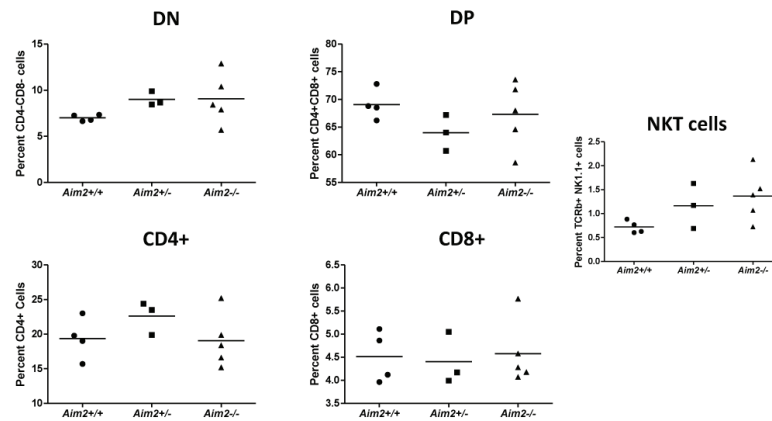 DN
Percent CD4-CD8- cells
15
10
5
0
Aim2+/+ Aim2+/- Aim2-/-
DP
Percent CD4+CD8+ cells
80
75
70
65
60
55
Aim2+/+ Aim2+/- Aim2-/-
NKT cells
Percent TCRb+ NK1.1+ cells
2.5
2.0
1.5
1.0
0.5
0.0
Aim2+/+ Aim2+/- Aim2-/-
CD4+
Percent CD4+ Cells
30
25
20
15
10
Aim2+/+ Aim2+/- Aim2-/-
CD8+
Percent CD8+ cells
6.5
6.0
5.5
5.0
4.5
4.0
3.5
Aim2+/+ Aim2+/- Aim2-/-